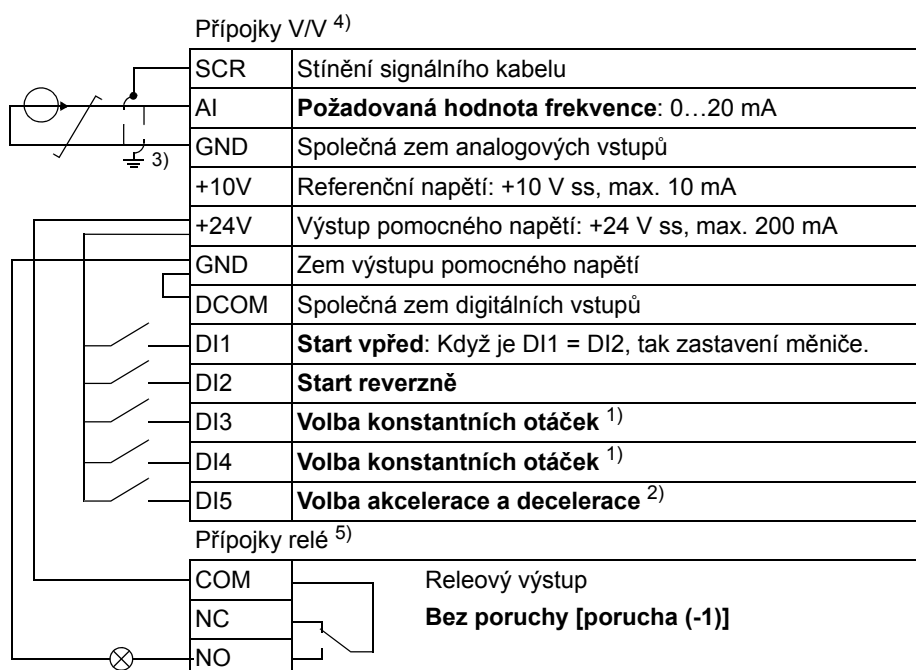 Přípojky V/V 4)
SCR Stínění signálního kabelu
AI Požadovaná hodnota frekvence: 0…20 mA
GND Společná zem analogových vstupů
3)
+10V Referenční napětí: +10 V ss, max. 10 mA
+24V Výstup pomocného napětí: +24 V ss, max. 200 mA
GND Zem výstupu pomocného napětí
DCOM Společná zem digitálních vstupů
DI1 Start vpřed: Když je DI1 = DI2, tak zastavení měniče.
DI2 Start reverzně
DI3 Volba konstantních otáček 1)
DI4 Volba konstantních otáček 1)
DI5 Volba akcelerace a decelerace 2)
Přípojky relé 5)
COM Releový výstup
NC Bez poruchy [porucha (-1)]
NO